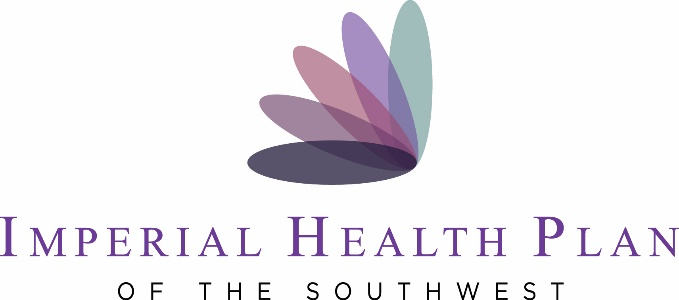 IMPERIAL HEALTH PLAN
OF THE SOUTHWEST